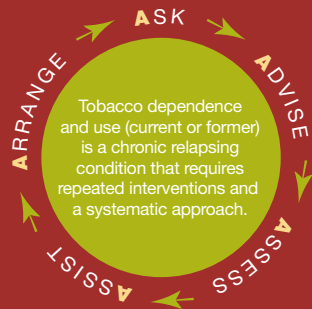 ASK
ADVISE
ASSESS
ASSIST
ARRANGE
Tobacco dependence
and use (current or former)
is a chronic relapsing
condition that requires
repeated interventions and
a systematic approach.